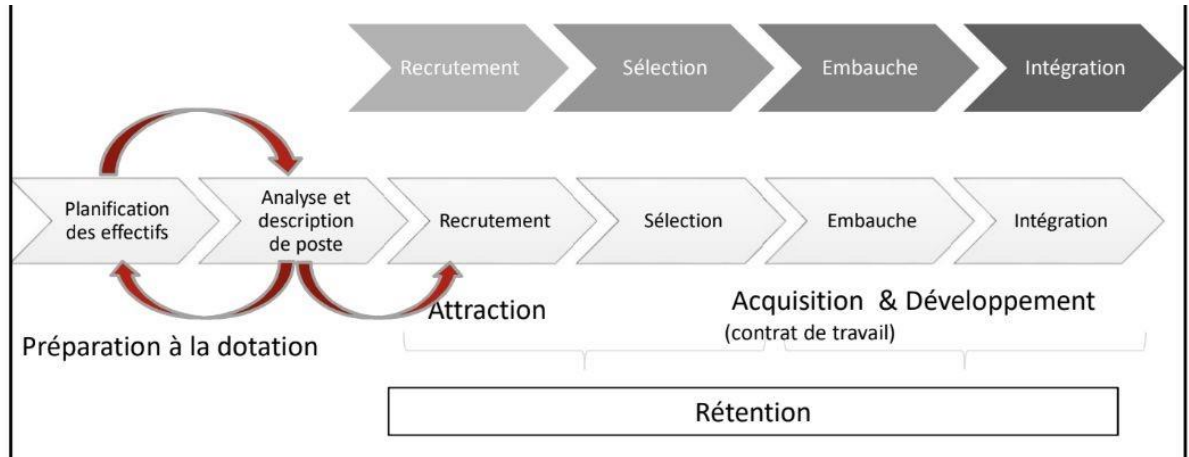 Recrutement
Sélection
Embauche
Intégration
Planification
des effectifs
Analyse et
description
de poste
Recrutement
Sélection
Embauche
Intégration
Attraction
Acquisition & Développement
(contrat de travail)
Préparation à la dotation
Rétention